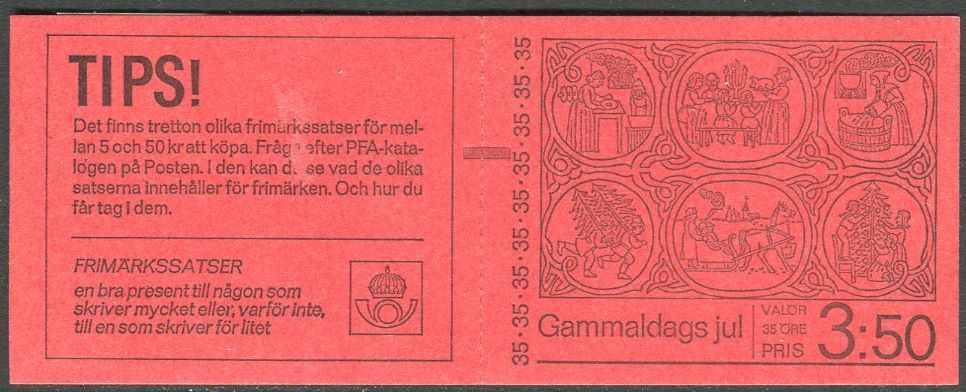 TIPS!
Det finns tretton olika frimärkssatser för mel-
lan 5 och 50 kr att köpa. efter PFA-kata-
logen på Posten. I den kan se vad de olika
satserna innehåller för frimärken. Och hur du
får tag i dem.
FRIMÄRKSSATSER
en bra present till någon som
skriver mycket eller, varför inte,
till en som skriver för litet
35·35·35·35·35·35·35·35·35·35
Gammaldags jul
VALÖR
35 ÖRE
PRIS
3:50